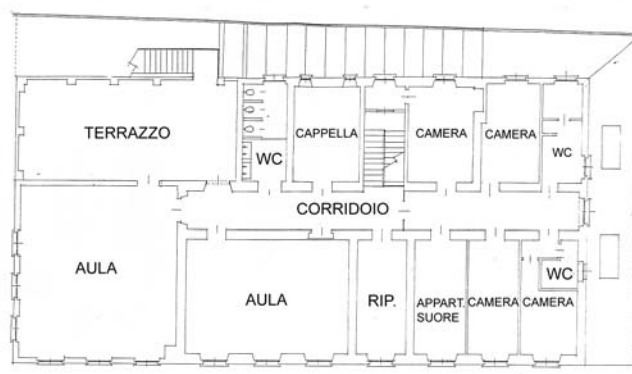 TERRAZZO
WC
CAPPELLA
CAMERA
CAMERA
WC
CORRIDOIO
AULA
AULA
RIP.
APPART.
SUORE
CAMERA
CAMERA
WC